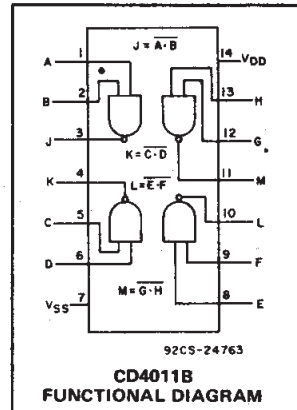 J = A·B
A 1
14 VDD
B 2
13 H
12 G
J 3
K = C·D
11 M
K 4
L = E·F
10 L
C 5
D 6
9 F
VSS 7
M = G·H
8 E
92CS-24763
CD4011B
FUNCTIONAL DIAGRAM